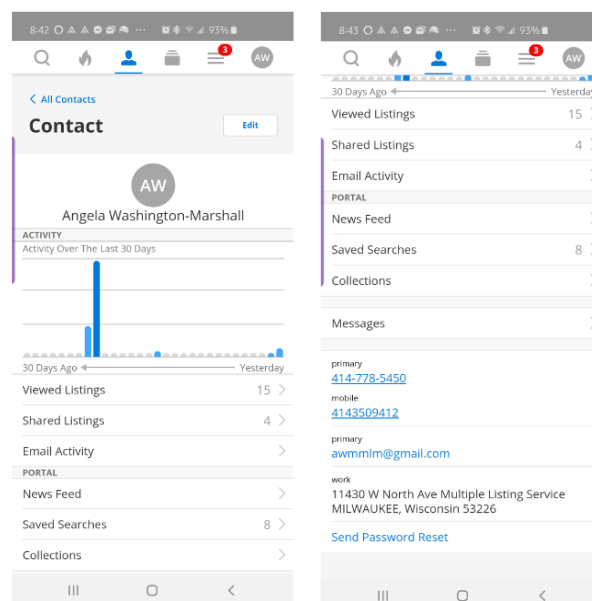 8:42
93%
3
AW
All Contacts
Contact
Edit
AW
Angela Washington-Marshall
ACTIVITY
Activity Over The Last 30 Days
30 Days Ago
Yesterday
Viewed Listings 15
Shared Listings 4
Email Activity
PORTAL
News Feed
Saved Searches 8
Collections
8:43
93%
3
AW
30 Days Ago
Yesterday
Viewed Listings 15
Shared Listings 4
Email Activity
PORTAL
News Feed
Saved Searches 8
Collections
Messages
primary
414-778-5450
mobile
4143509412
primary
awmmlm@gmail.com
work
11430 W North Ave Multiple Listing Service
MILWAUKEE, Wisconsin 53226
Send Password Reset